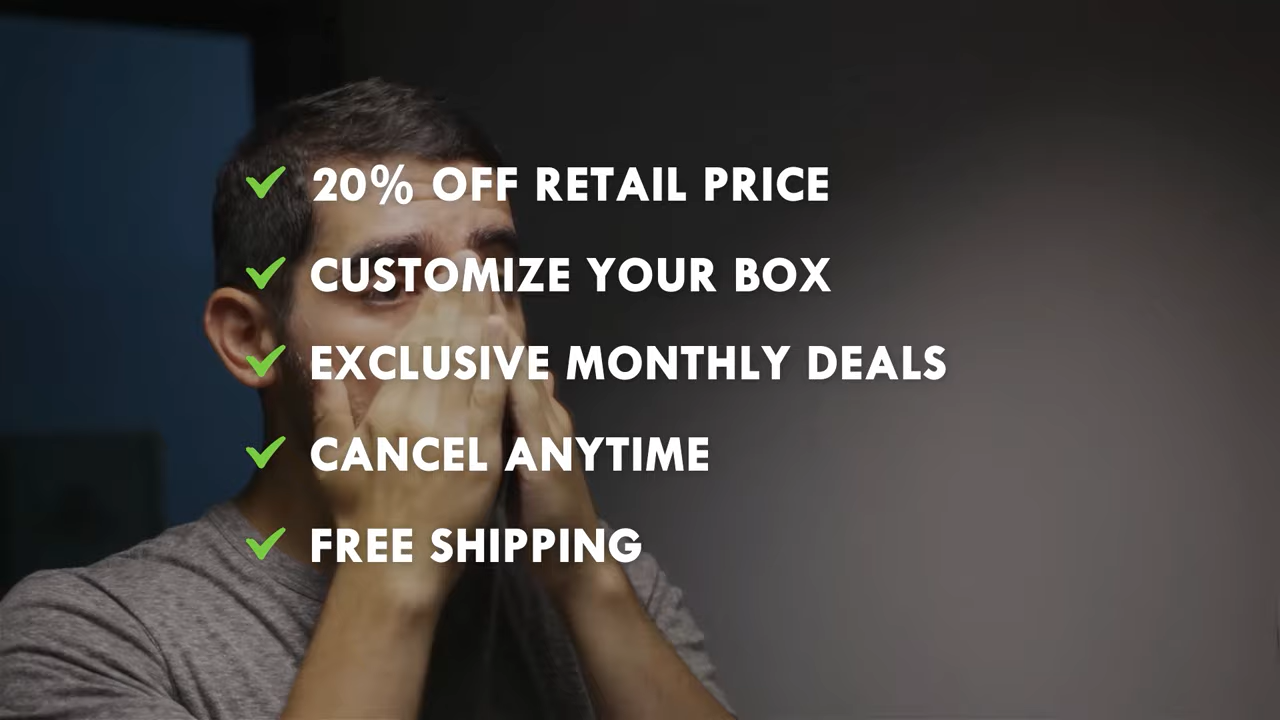 20% OFF RETAIL PRICE
CUSTOMIZE YOUR BOX
EXCLUSIVE MONTHLY DEALS
CANCEL ANYTIME
FREE SHIPPING